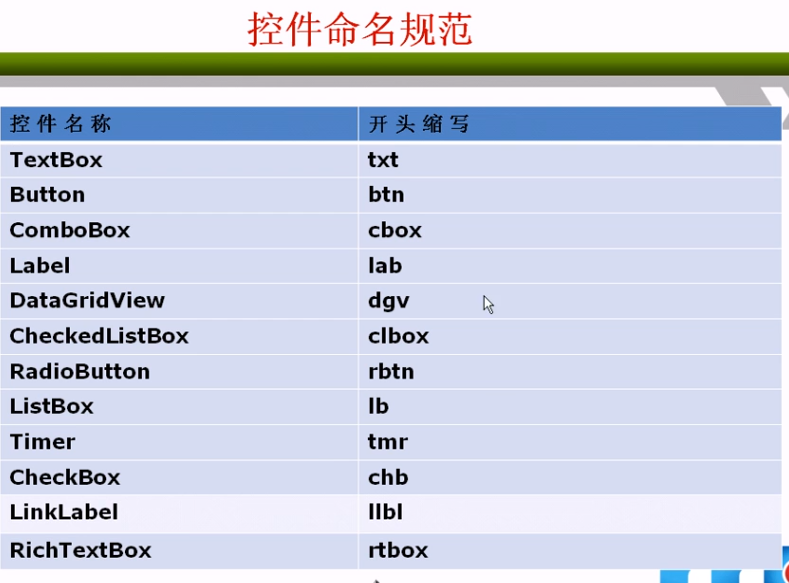 控件命名规范
控件名称 开头缩写
TextBox txt
Button btn
ComboBox cbox
Label lab
DataGridView dgv
CheckedListBox clbox
RadioButton rbtn
ListBox lb
Timer tmr
CheckBox chb
LinkLabel llbl
RichTextBox rtbox